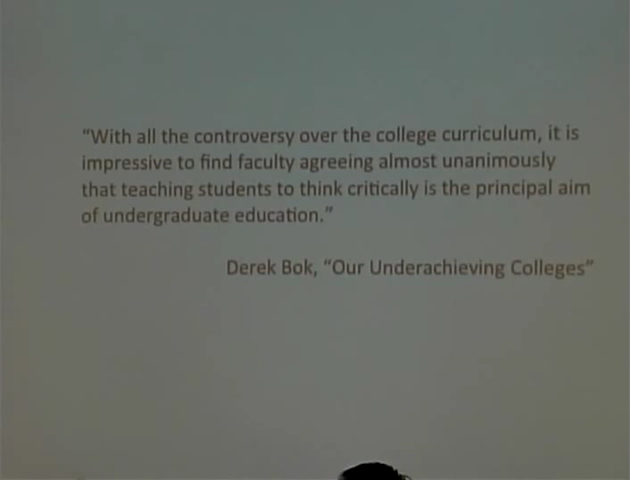 “With all the controversy over the college curriculum, it is
impressive to find faculty agreeing almost unanimously
that teaching students to think critically is the principal aim
of undergraduate education.”
Derek Bok, “Our Underachieving Colleges”